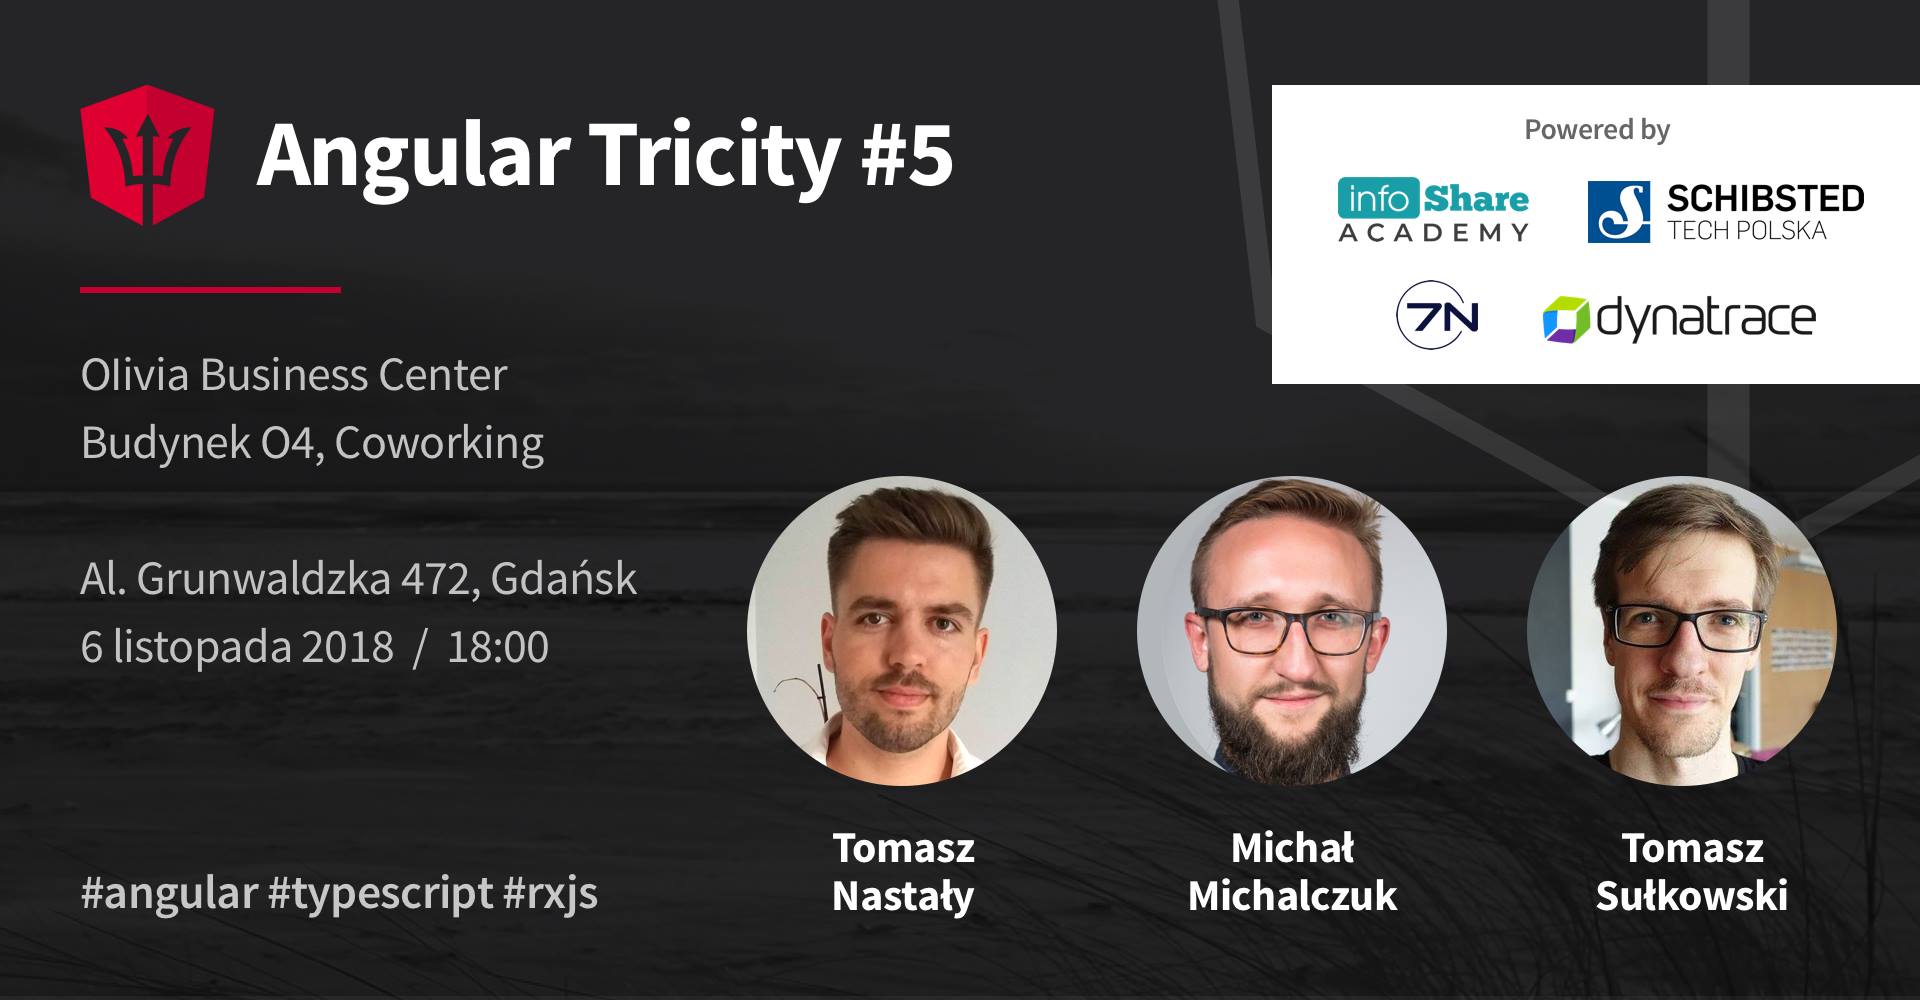 Angular Tricity #5
Powered by
info Share
ACADEMY
SCHIBSTED
TECH POLSKA
7N
dynatrace
Olivia Business Center
Budynek O4, Coworking
Al. Grunwaldzka 472, Gdańsk
6 listopada 2018 / 18:00
#angular #typescript #rxjs
Tomasz
Nastały
Michał
Michalczuk
Tomasz
Sułkowski